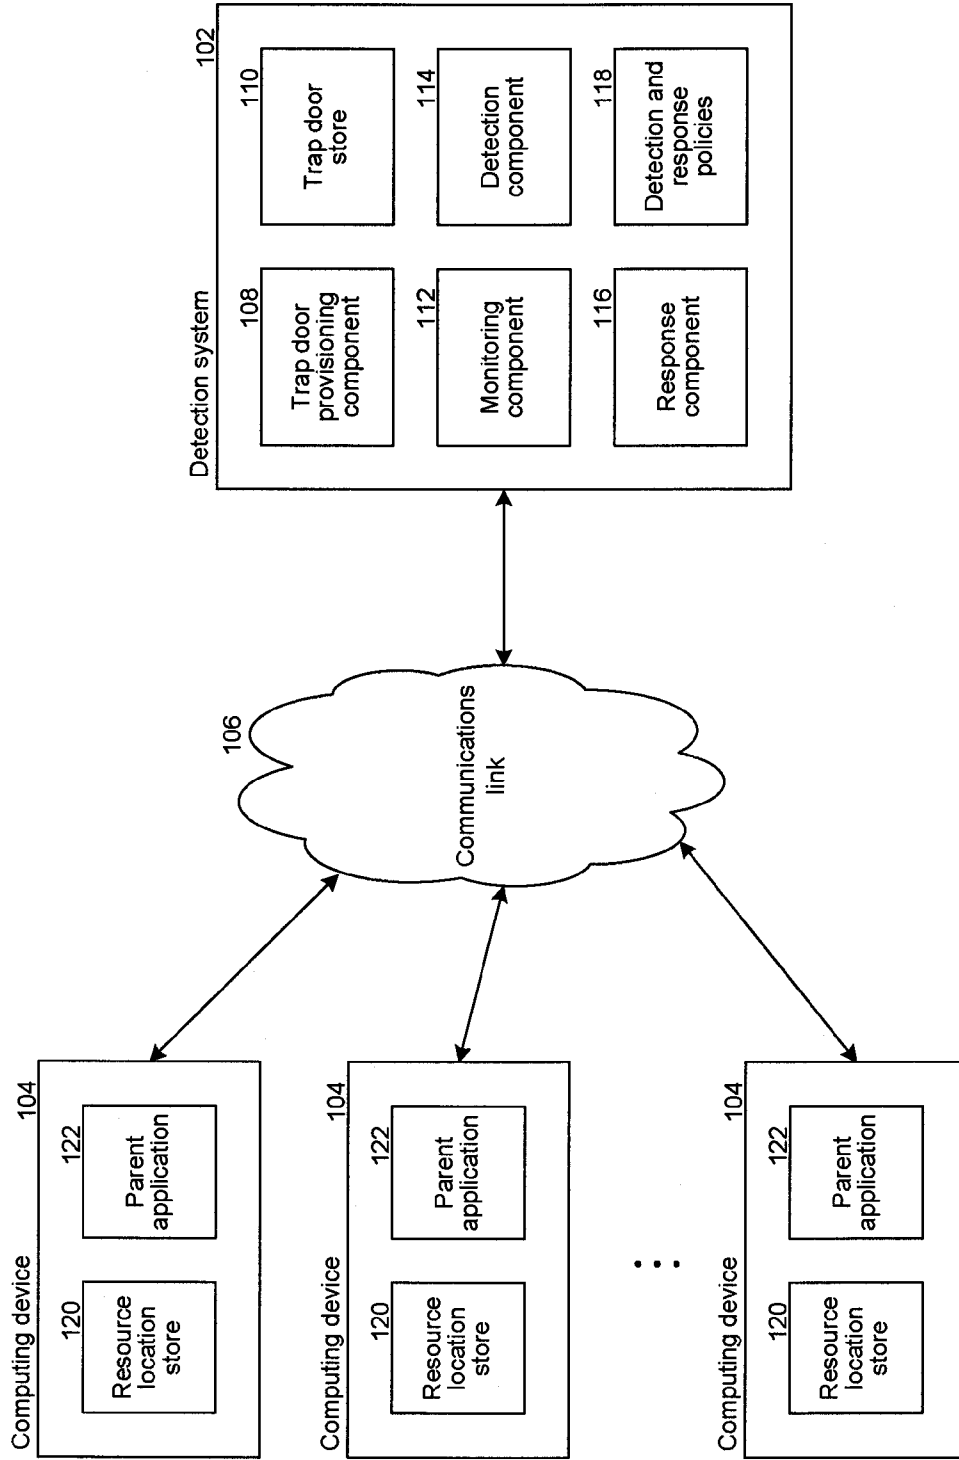 Computing device
104
Resource
location
store
120
Parent
application
122
Computing device
104
Resource
location
store
120
Parent
application
122
Computing device
104
Resource
location
store
120
Parent
application
122
106
Communications
link
Detection system
102
108
Trap door
provisioning
component
110
Trap door
store
112
Monitoring
component
114
Detection
component
116
Response
component
118
Detection and
response
policies